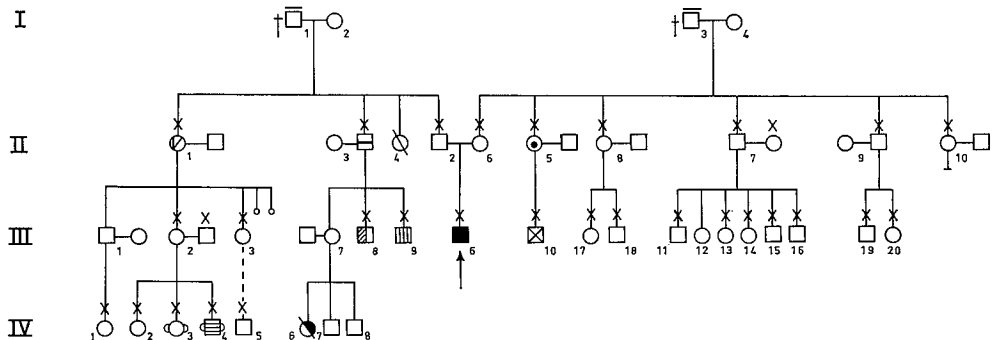 I 1 2 3 4
II 1 3 4 2 6 5 8 7 9 10
III 1 2 3 7 8 9 6 10 17 18 11 12 13 14 15 16 19 20
IV 1 2 3 4 5 6 7 8